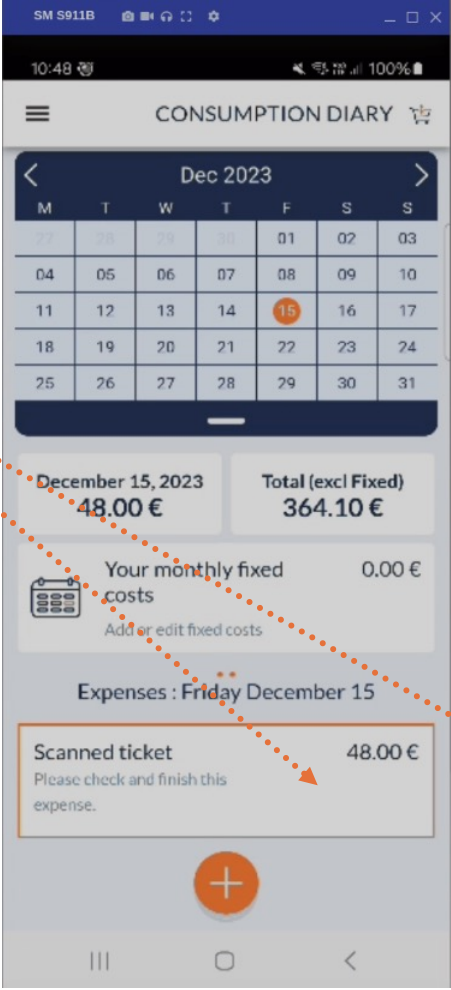 SM S911B
10:48 100%
CONSUMPTION DIARY
Dec 2023
M T W T F S S
27 28 29 30 01 02 03
04 05 06 07 08 09 10
11 12 13 14 15 16 17
18 19 20 21 22 23 24
25 26 27 28 29 30 31
December 15, 2023
48.00 €
Total (excl Fixed)
364.10 €
Your monthly fixed 0.00 €
costs
Add or edit fixed costs
Expenses : Friday December 15
Scanned ticket 48.00 €
Please check and finish this
expense.